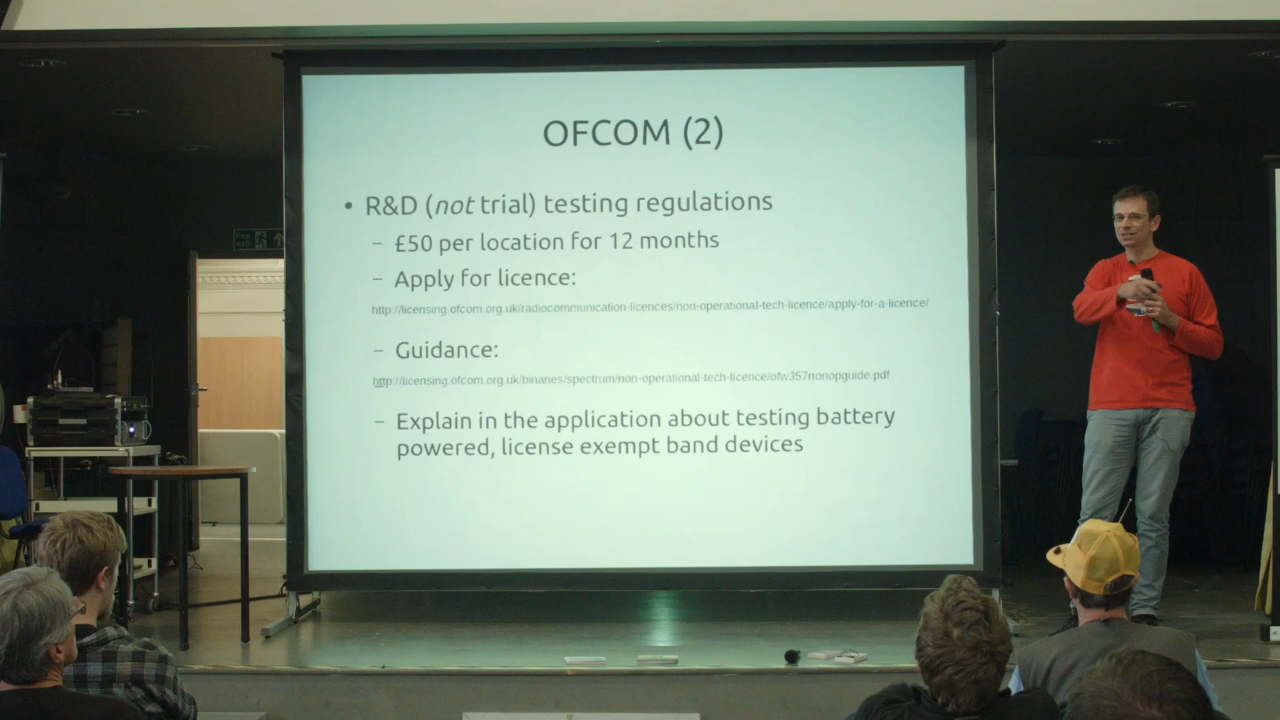 OFCOM (2)
• R&D (not trial) testing regulations
– £50 per location for 12 months
– Apply for licence:
http://licensing.ofcom.org.uk/radiocommunication-licences/non-operational-tech-licence/apply-for-a-licence/
– Guidance:
http://licensing.ofcom.org.uk/binaries/spectrum/non-operational-tech-licence/ofw357nonopguide.pdf
– Explain in the application about testing battery
powered, license exempt band devices
Fire
exit